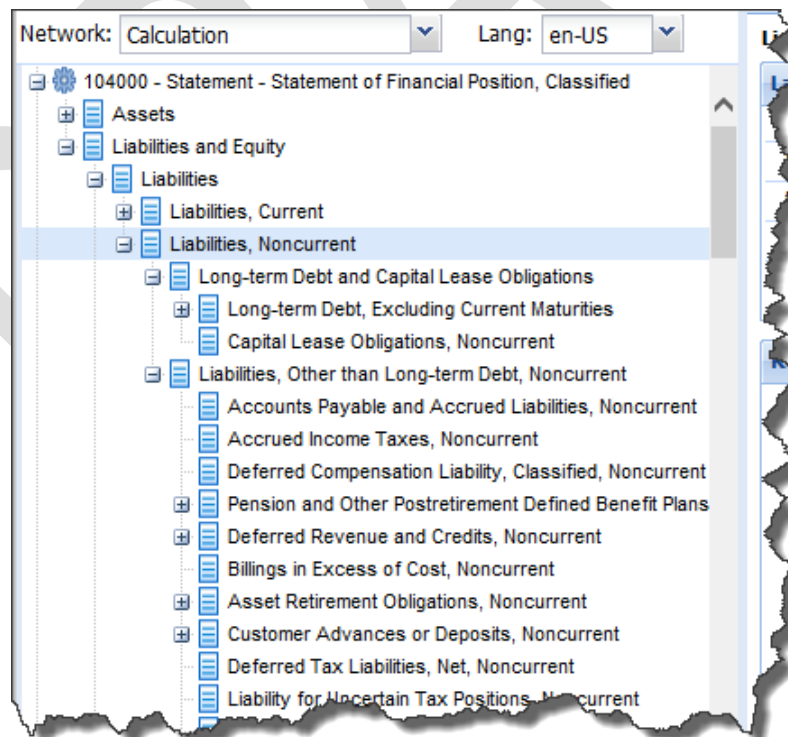 Network: Calculation Lang: en-US
104000 - Statement - Statement of Financial Position, Classified
Assets
Liabilities and Equity
Liabilities
Liabilities, Current
Liabilities, Noncurrent
Long-term Debt and Capital Lease Obligations
Long-term Debt, Excluding Current Maturities
Capital Lease Obligations, Noncurrent
Liabilities, Other than Long-term Debt, Noncurrent
Accounts Payable and Accrued Liabilities, Noncurrent
Accrued Income Taxes, Noncurrent
Deferred Compensation Liability, Classified, Noncurrent
Pension and Other Postretirement Defined Benefit Plans
Deferred Revenue and Credits, Noncurrent
Billings in Excess of Cost, Noncurrent
Asset Retirement Obligations, Noncurrent
Customer Advances or Deposits, Noncurrent
Deferred Tax Liabilities, Net, Noncurrent
Liability for Uncertain Tax Positions, Noncurrent